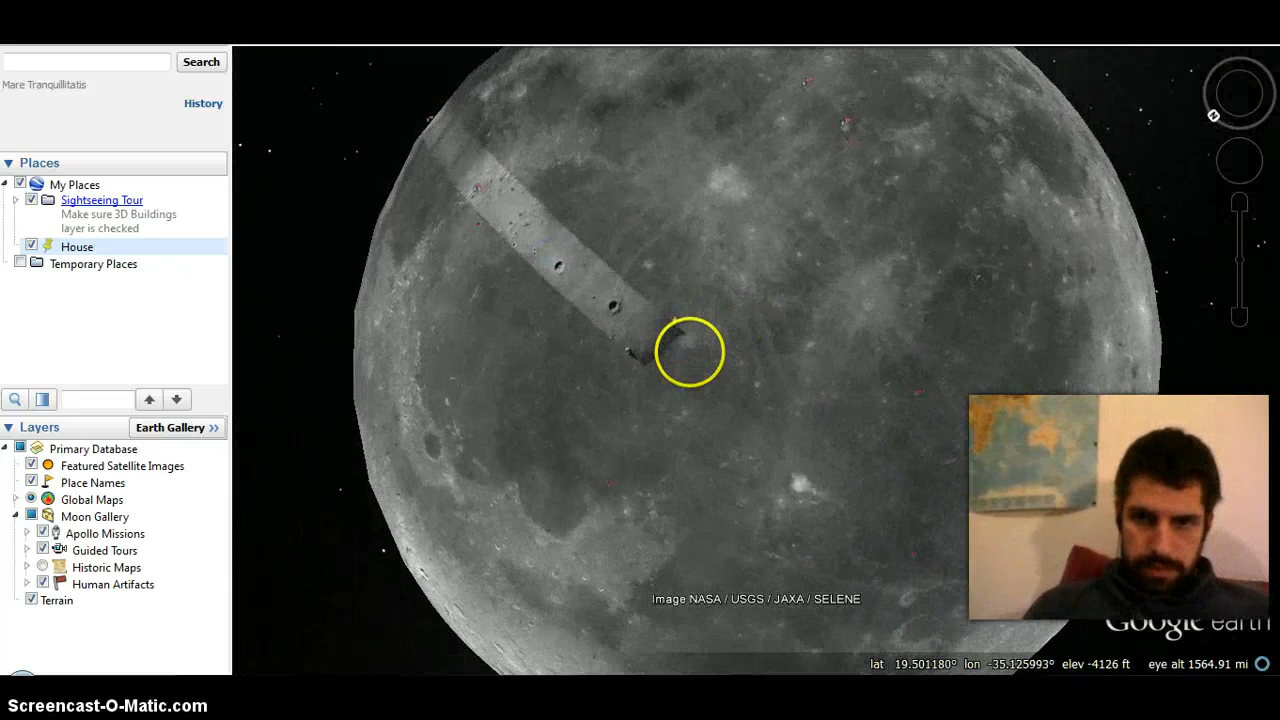 Search
Mare Tranquillitatis
History
Places
My Places
Sightseeing Tour
Make sure 3D Buildings
layer is checked
House
Temporary Places
Layers
Earth Gallery >>
Primary Database
Featured Satellite Images
Place Names
Global Maps
Moon Gallery
Apollo Missions
Guided Tours
Historic Maps
Human Artifacts
Terrain
N
Image NASA / USGS / JAXA / SELENE
Google earth
lat 19.501180° lon -35.125993° elev -4126 ft eye alt 1564.91 mi
Screencast-O-Matic.com